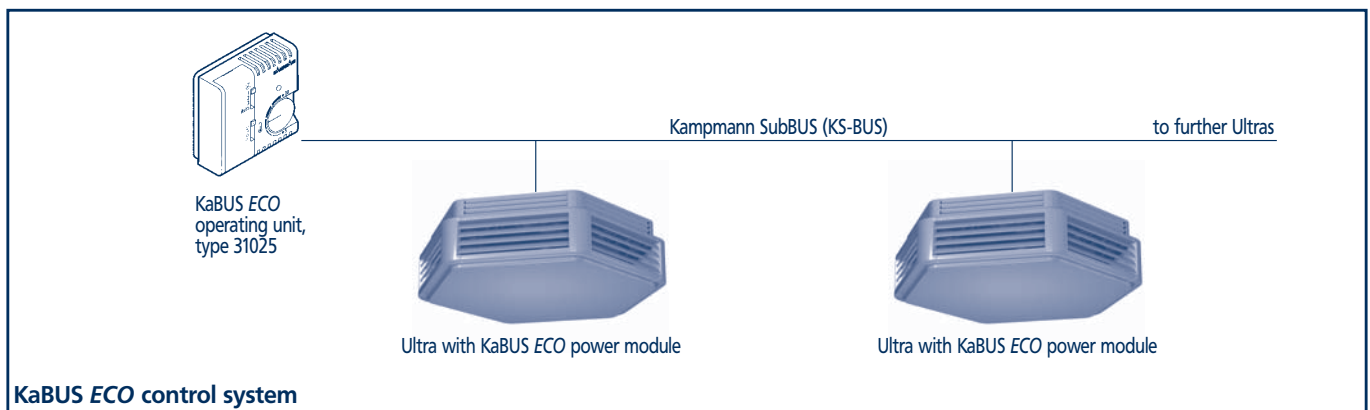 Kampmann SubBUS (KS-BUS)
to further Ultras
KaBUS ECO
operating unit,
type 31025
Ultra with KaBUS ECO power module
Ultra with KaBUS ECO power module
KaBUS ECO control system